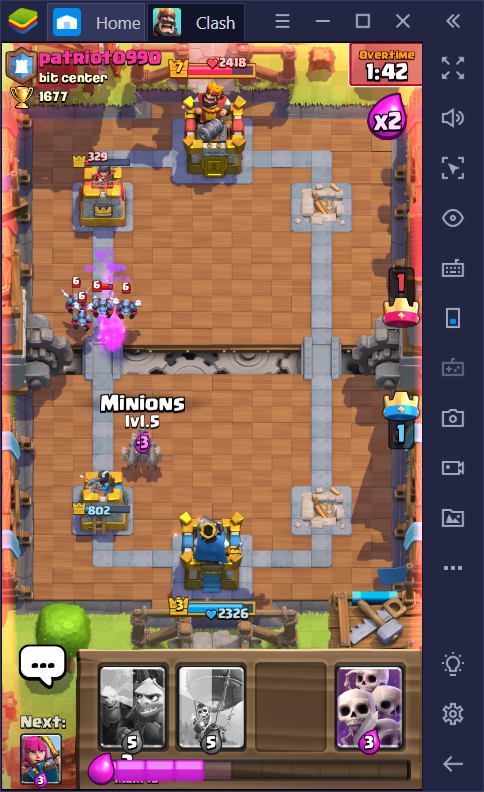 Home
Clash
patriot0990
bit center
1677
7
2418
Overtime
1:42
x2
329
6
6
6
6
1
Minions
lvl.5
3
1
802
3
2326
...
5
5
3
Next:
3